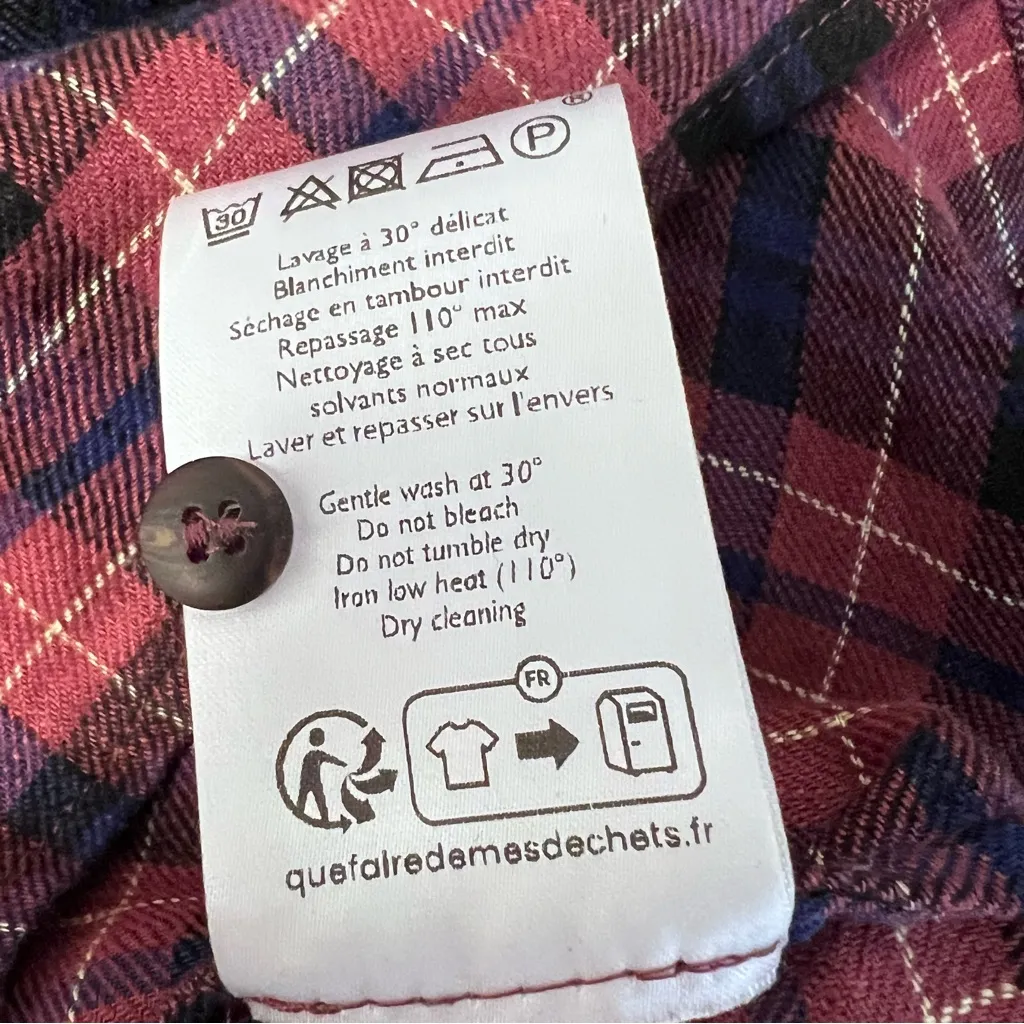 30 P ®
Lavage à 30° délicat
Blanchiment interdit
Séchage en tambour interdit
Repassage 110° max
Nettoyage à sec tous
solvants normaux
Laver et repasser sur l'envers
Gentle wash at 30°
Do not bleach
Do not tumble dry
Iron low heat (110°)
Dry cleaning
FR
quefairedemesdechets.fr